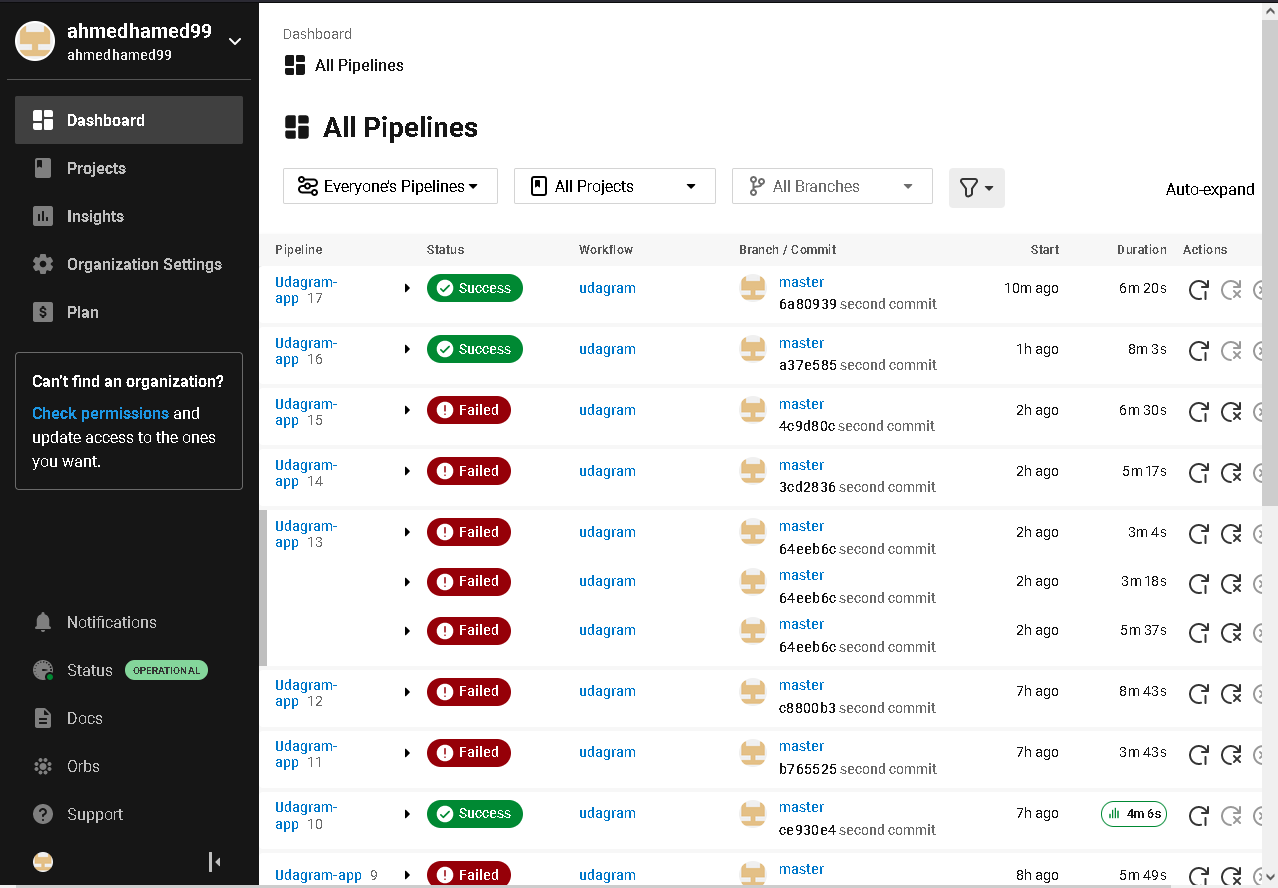 ahmedhamed99
ahmedhamed99
Dashboard
Projects
Insights
Organization Settings
Plan
Can't find an organization?
Check permissions and
update access to the ones
you want.
Notifications
Status OPERATIONAL
Docs
Orbs
Support
Dashboard
All Pipelines
All Pipelines
Everyone's Pipelines All Projects All Branches Auto-expand
Pipeline Status Workflow Branch / Commit Start Duration Actions
Udagram-
app 17 Success udagram master
6a80939 second commit 10m ago 6m 20s
Udagram-
app 16 Success udagram master
a37e585 second commit 1h ago 8m 3s
Udagram-
app 15 Failed udagram master
4c9d80c second commit 2h ago 6m 30s
Udagram-
app 14 Failed udagram master
3cd2836 second commit 2h ago 5m 17s
Udagram-
app 13 Failed udagram master
64eeb6c second commit 2h ago 3m 4s
Failed udagram master
64eeb6c second commit 2h ago 3m 18s
Failed udagram master
64eeb6c second commit 2h ago 5m 37s
Udagram-
app 12 Failed udagram master
c8800b3 second commit 7h ago 8m 43s
Udagram-
app 11 Failed udagram master
b765525 second commit 7h ago 3m 43s
Udagram-
app 10 Success udagram master
ce930e4 second commit 7h ago 4m 6s
Udagram-app 9 Failed udagram master 8h ago 5m 49s